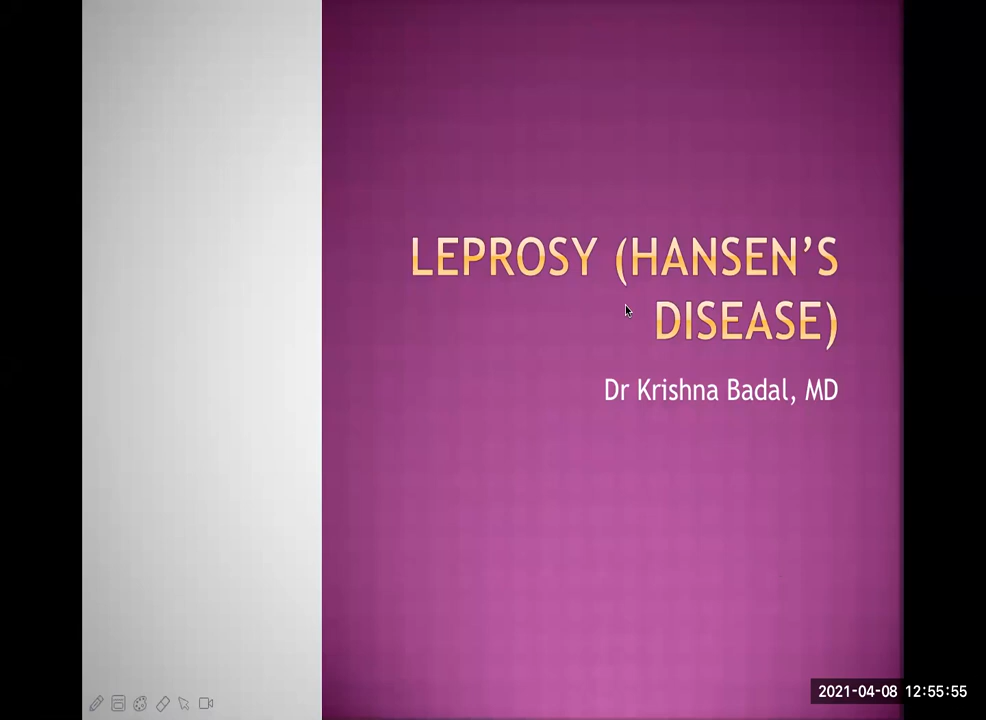 LEPROSY (HANSEN’S
DISEASE)
Dr Krishna Badal, MD
2021-04-08 12:55:55